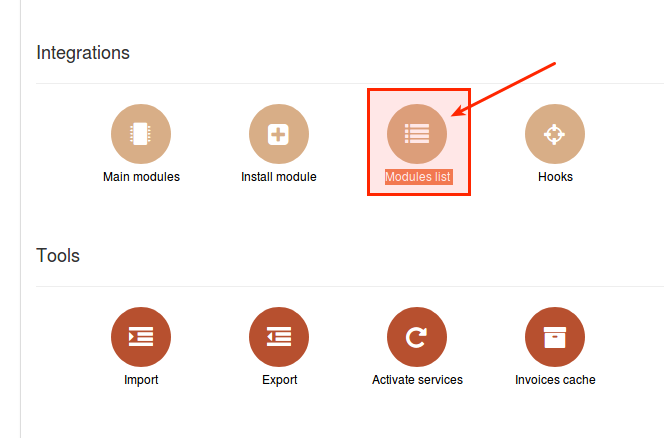 Integrations
Main modules
Install module
Modules list
Hooks
Tools
Import
Export
Activate services
Invoices cache